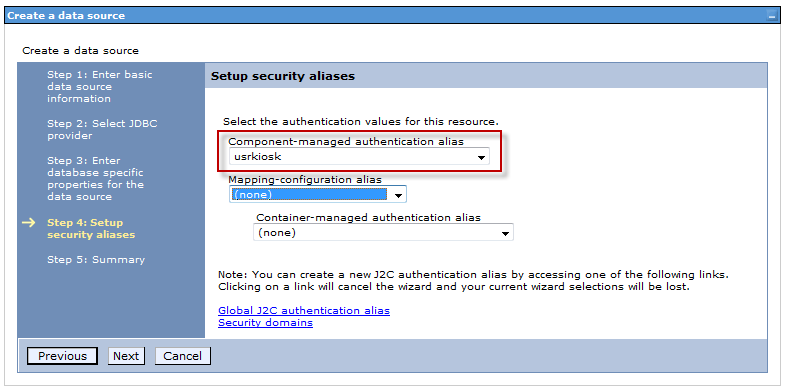 Create a data source
Create a data source
Step 1: Enter basic
data source
information
Step 2: Select JDBC
provider
Step 3: Enter
database specific
properties for the
data source
Step 4: Setup
security aliases
Step 5: Summary
Setup security aliases
Select the authentication values for this resource.
Component-managed authentication alias
usrkiosk
Mapping-configuration alias
(none)
Container-managed authentication alias
(none)
Note: You can create a new J2C authentication alias by accessing one of the following links.
Clicking on a link will cancel the wizard and your current wizard selections will be lost.
Global J2C authentication alias
Security domains
Previous Next Cancel